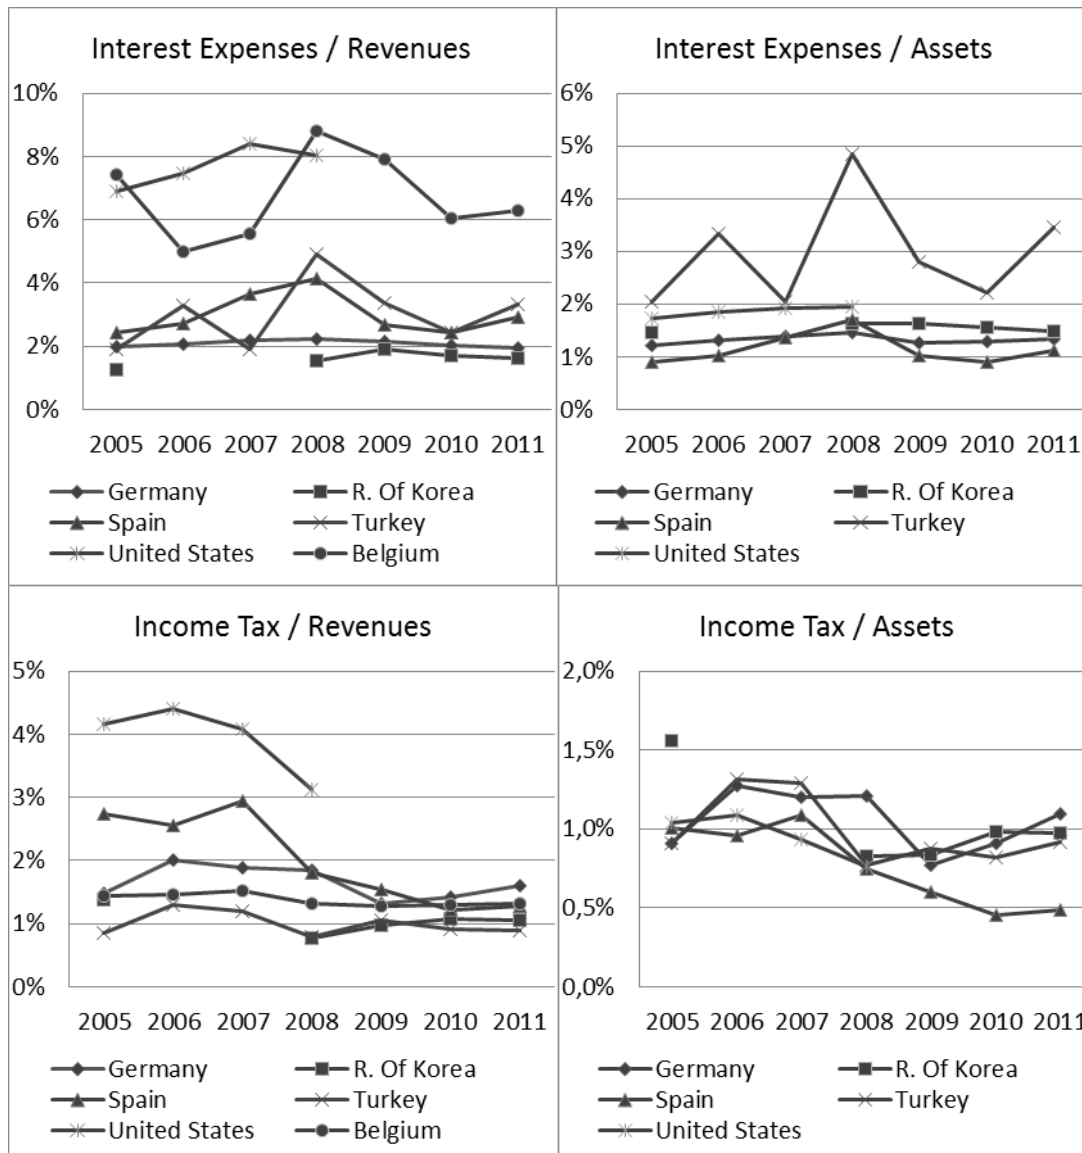 Interest Expenses / Revenues
10%
8%
6%
4%
2%
0%
2005 2006 2007 2008 2009 2010 2011
Germany R. Of Korea
Spain Turkey
United States Belgium
Interest Expenses / Assets
6%
5%
4%
3%
2%
1%
0%
2005 2006 2007 2008 2009 2010 2011
Germany R. Of Korea
Spain Turkey
United States
Income Tax / Revenues
5%
4%
3%
2%
1%
0%
2005 2006 2007 2008 2009 2010 2011
Germany R. Of Korea
Spain Turkey
United States Belgium
Income Tax / Assets
2,0%
1,5%
1,0%
0,5%
0,0%
2005 2006 2007 2008 2009 2010 2011
Germany R. Of Korea
Spain Turkey
United States